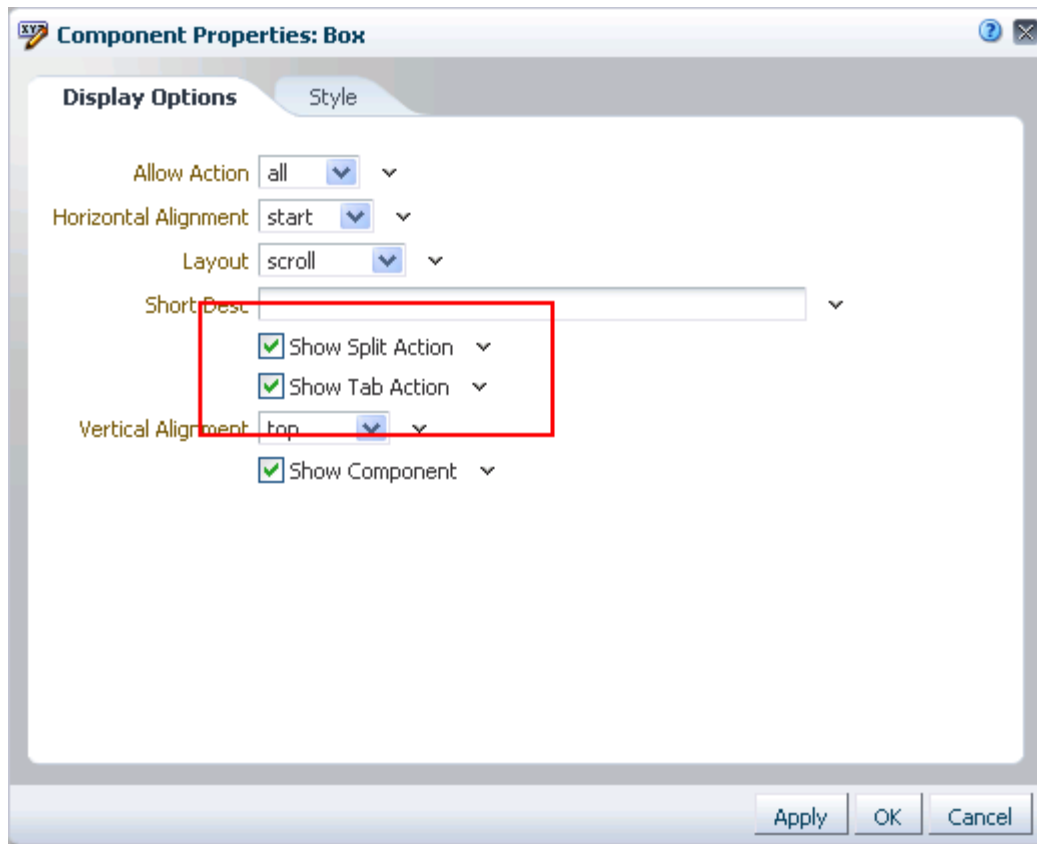 Component Properties: Box
Display Options Style
Allow Action all
Horizontal Alignment start
Layout scroll
Short Desc
Show Split Action
Show Tab Action
Vertical Alignment top
Show Component
Apply OK Cancel